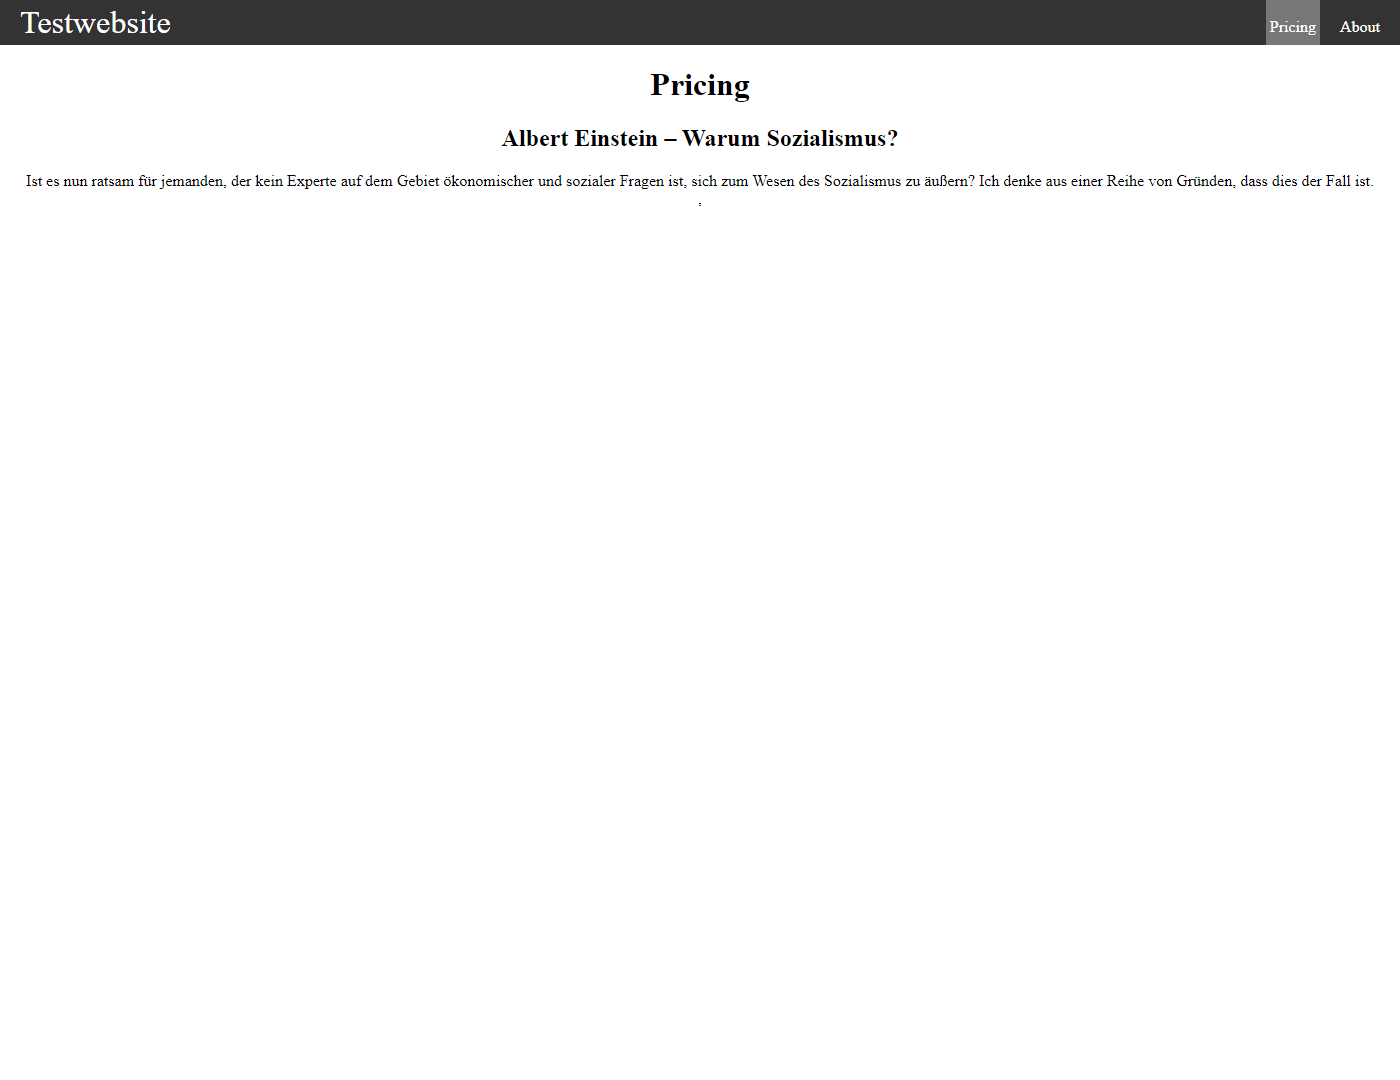 Testwebsite
Pricing
About
Pricing
Albert Einstein – Warum Sozialismus?
Ist es nun ratsam für jemanden, der kein Experte auf dem Gebiet ökonomischer und sozialer Fragen ist, sich zum Wesen des Sozialismus zu äußern? Ich denke aus einer Reihe von Gründen, dass dies der Fall ist.